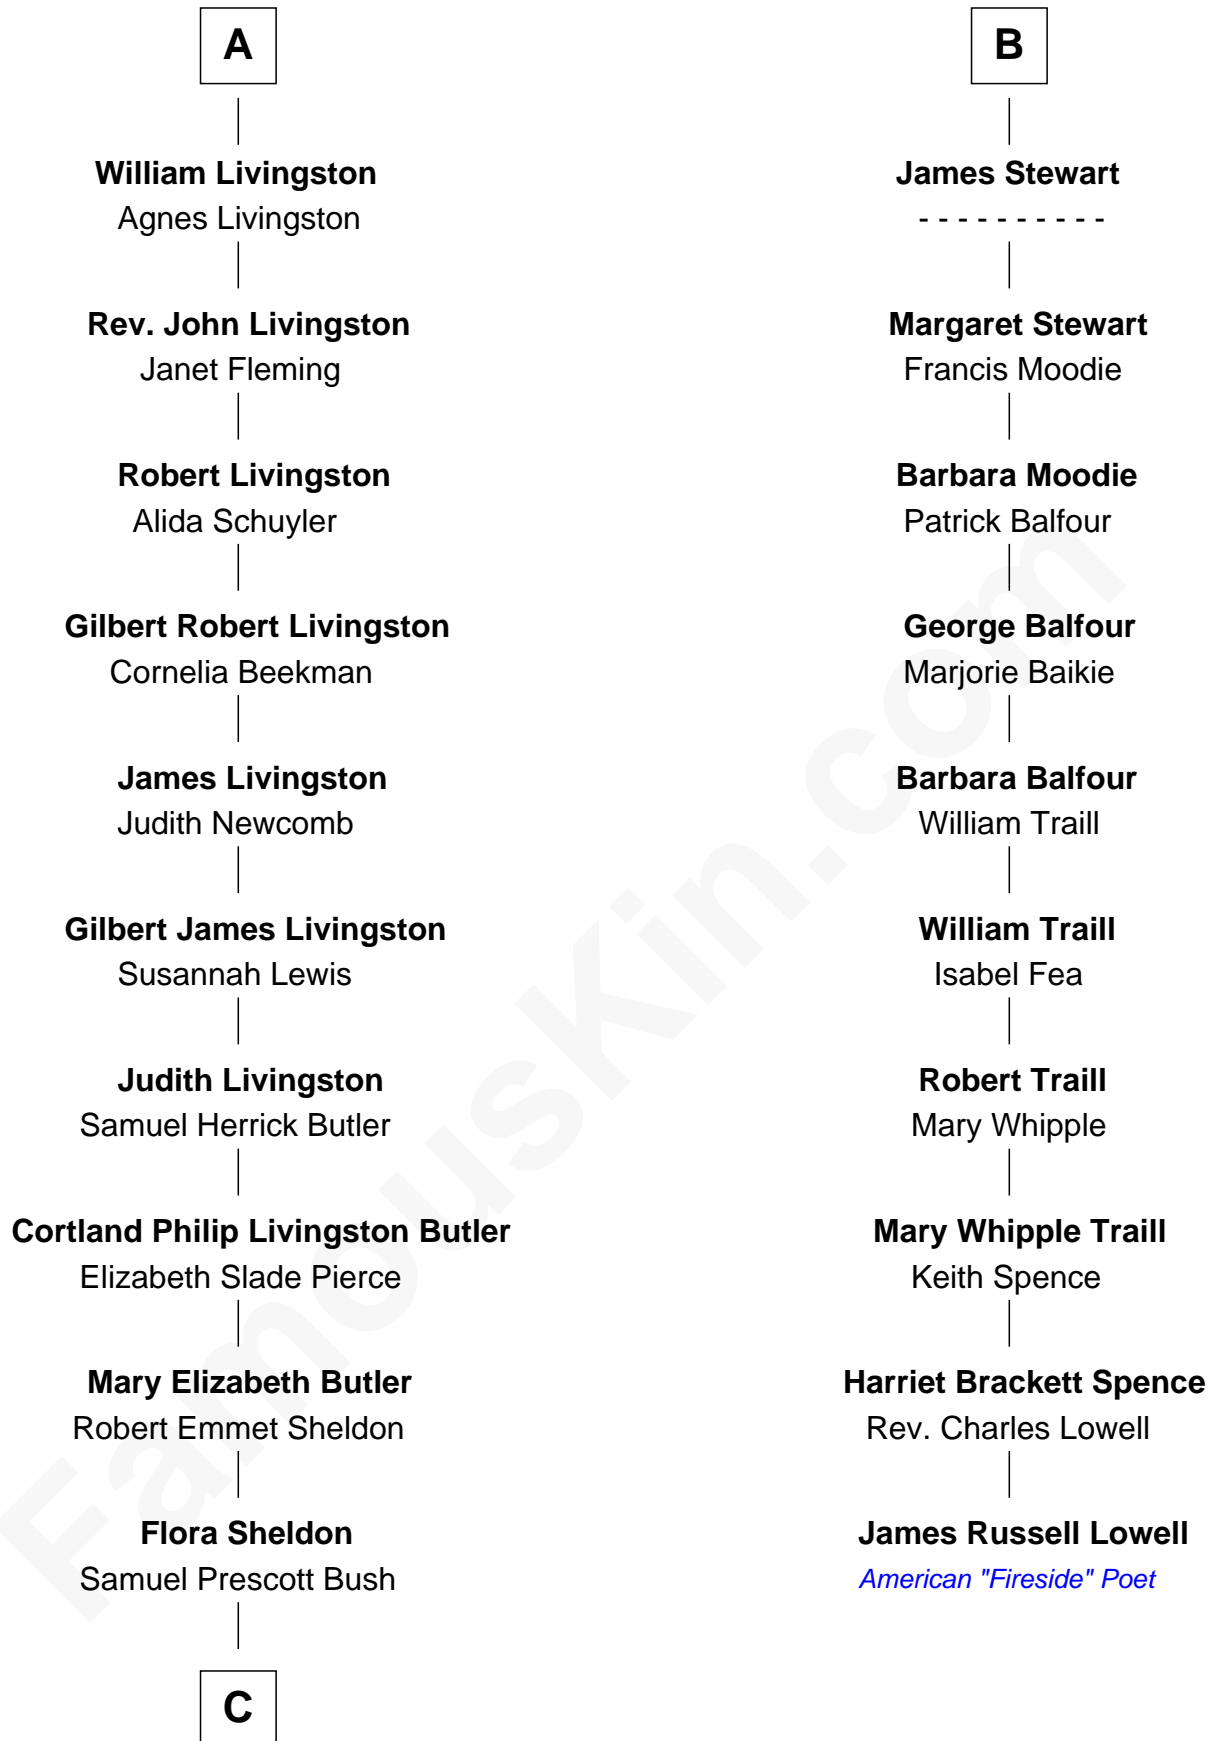 A
William Livingston
Agnes Livingston
Rev. John Livingston
Janet Fleming
Robert Livingston
Alida Schuyler
Gilbert Robert Livingston
Cornelia Beekman
James Livingston
Judith Newcomb
Gilbert James Livingston
Susannah Lewis
Judith Livingston
Samuel Herrick Butler
Cortland Philip Livingston Butler
Elizabeth Slade Pierce
Mary Elizabeth Butler
Robert Emmet Sheldon
Flora Sheldon
Samuel Prescott Bush
C
B
James Stewart
- - - - - - - - - -
Margaret Stewart
Francis Moodie
Barbara Moodie
Patrick Balfour
George Balfour
Marjorie Baikie
Barbara Balfour
William Traill
William Traill
Isabel Fea
Robert Traill
Mary Whipple
Mary Whipple Traill
Keith Spence
Harriet Brackett Spence
Rev. Charles Lowell
James Russell Lowell
American "Fireside" Poet
FamousKin.com